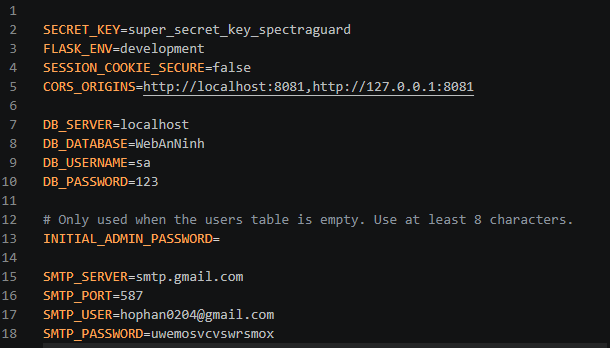 1
2 SECRET_KEY=super_secret_key_spectraguard
3 FLASK_ENV=development
4 SESSION_COOKIE_SECURE=false
5 CORS_ORIGINS=http://localhost:8081,http://127.0.0.1:8081
6
7 DB_SERVER=localhost
8 DB_DATABASE=WebAnNinh
9 DB_USERNAME=sa
10 DB_PASSWORD=123
11
12 # Only used when the users table is empty. Use at least 8 characters.
13 INITIAL_ADMIN_PASSWORD=
14
15 SMTP_SERVER=smtp.gmail.com
16 SMTP_PORT=587
17 SMTP_USER=hophan0204@gmail.com
18 SMTP_PASSWORD=uwemosvcvswrsmox